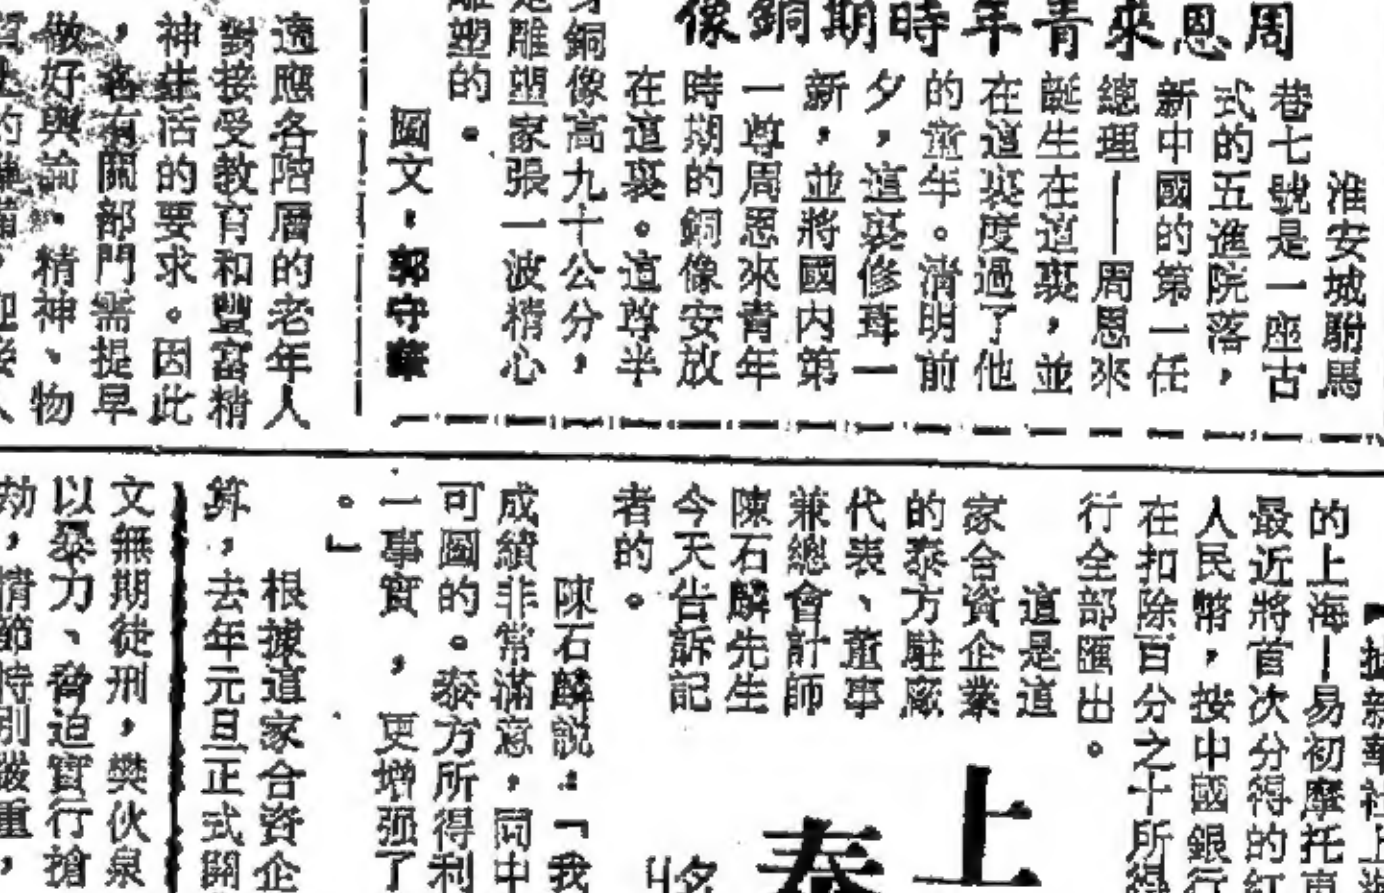 周恩來青年時期銅像
淮安城駙馬
巷七號是一座古
式的五進院落，
新中國的第一任
總理——周恩來
誕生在這裏，並
在這裏度過了他
的童年。清明前
夕，這裏修葺一
新，並將國內第
一尊周恩來青年
時期的銅像安放
在這裏。這尊半
身銅像高九十公分，
是雕塑家張一波精心
雕塑的。
圖文：郭守華
適應各階層的老年人
對接受教育和豐富精
神生活的要求。因此
，各有關部門需提早
做好輿論、精神、物
據新華社上海
的上海—易初摩托車
最近將首次分得的紅
人民幣，按中國銀行
在扣除百分之十所得
行全部匯出。
這是這
家合資企業
的泰方駐廠
代表、董事
兼總會計師
陳石麟先生
今天告訴記
者的。
陳石麟說：「我
成績非常滿意，同中
可圖的。泰方所得利
一事實，更增强了
。」
根據這家合資企
算，去年元旦正式開
上
泰
文無期徒刑，樊伙泉
以暴力、脅迫實行搶
劫，情節特別嚴重，